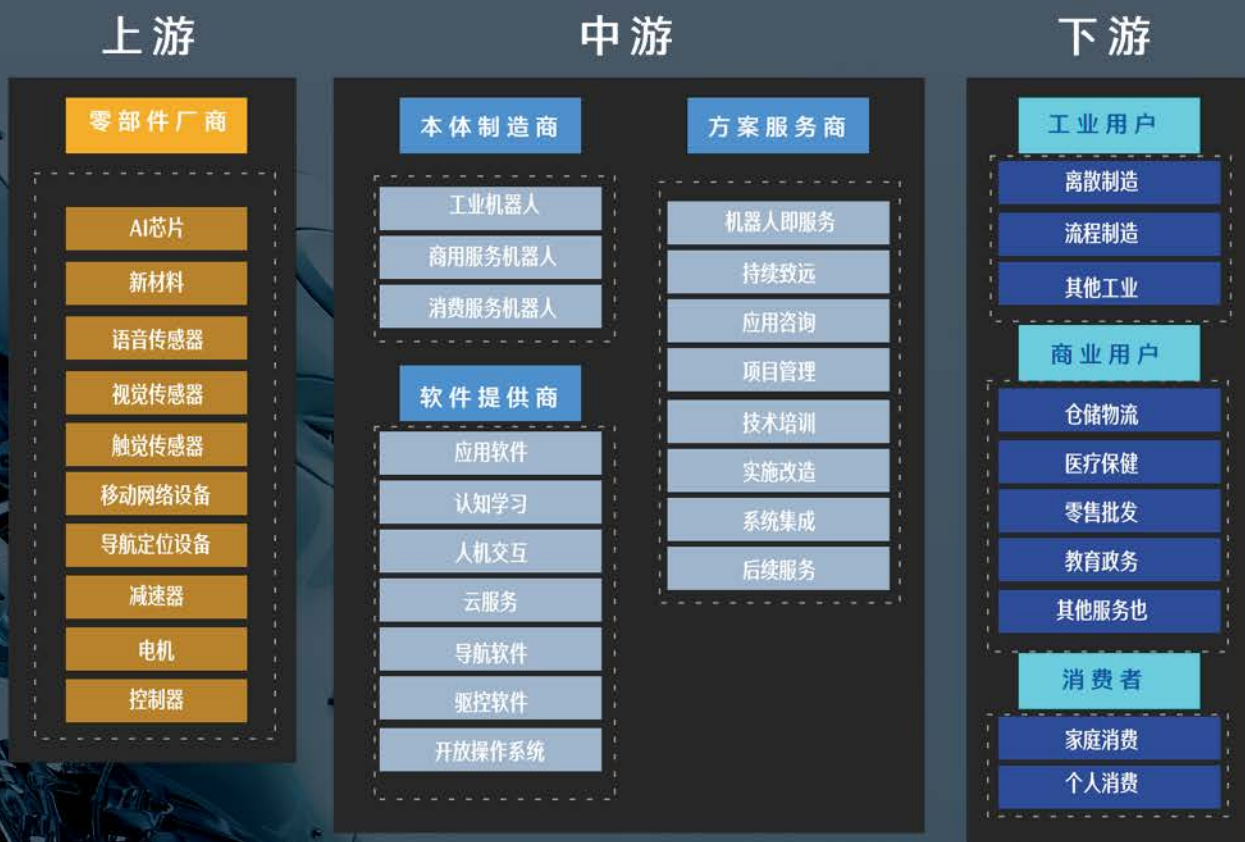 上游
零部件厂商
AI芯片
新材料
语音传感器
视觉传感器
触觉传感器
移动网络设备
导航定位设备
减速器
电机
控制器
中游
本体制造商
工业机器人
商用服务机器人
消费服务机器人
软件提供商
应用软件
认知学习
人机交互
云服务
导航软件
驱控软件
开放操作系统
方案服务商
机器人即服务
持续致远
应用咨询
项目管理
技术培训
实施改造
系统集成
后续服务
下游
工业用户
离散制造
流程制造
其他工业
商业用户
仓储物流
医疗保健
零售批发
教育政务
其他服务也
消费者
家庭消费
个人消费